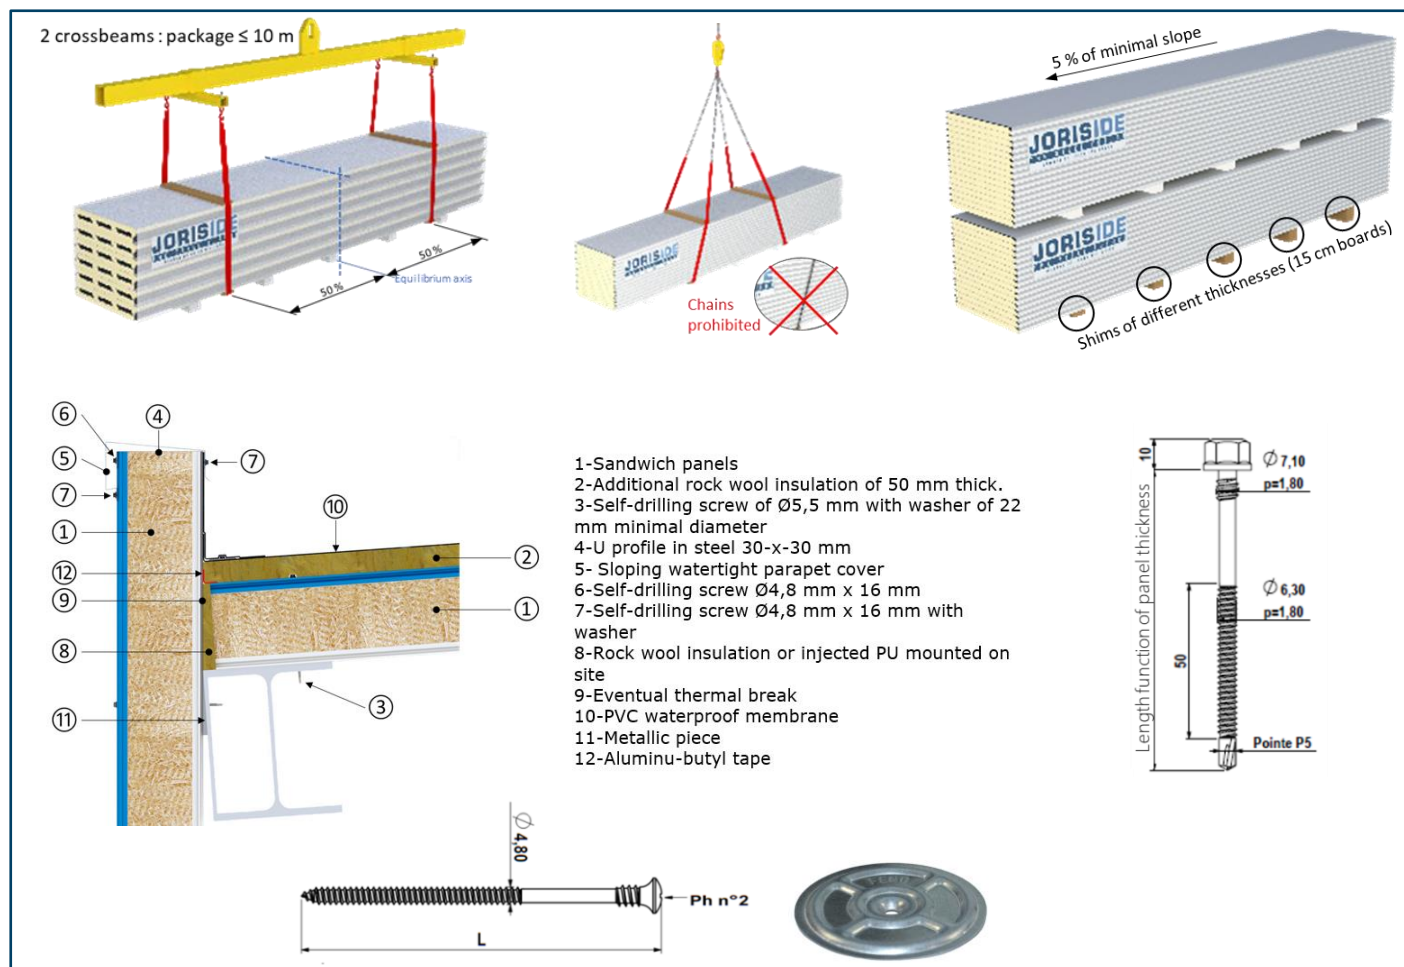 2 crossbeams : package ≤ 10 m
JORISIDE
50 %
50 %
Equilibrium axis
JORISIDE
Chains
prohibited
5 % of minimal slope
JORISIDE
JORISIDE
Shims of different thicknesses (15 cm boards)
6
4
5
7
7
10
1
2
12
9
1
8
3
11
1-Sandwich panels
2-Additional rock wool insulation of 50 mm thick.
3-Self-drilling screw of Ø5,5 mm with washer of 22
mm minimal diameter
4-U profile in steel 30-x-30 mm
5- Sloping watertight parapet cover
6-Self-drilling screw Ø4,8 mm x 16 mm
7-Self-drilling screw Ø4,8 mm x 16 mm with
washer
8-Rock wool insulation or injected PU mounted on
site
9-Eventual thermal break
10-PVC waterproof membrane
11-Metallic piece
12-Aluminu-butyl tape
10
Ø 7,10
p=1,80
Length function of panel thickness
Ø 6,30
p=1,80
50
Pointe P5
Ø 4,80
Ph n°2
L